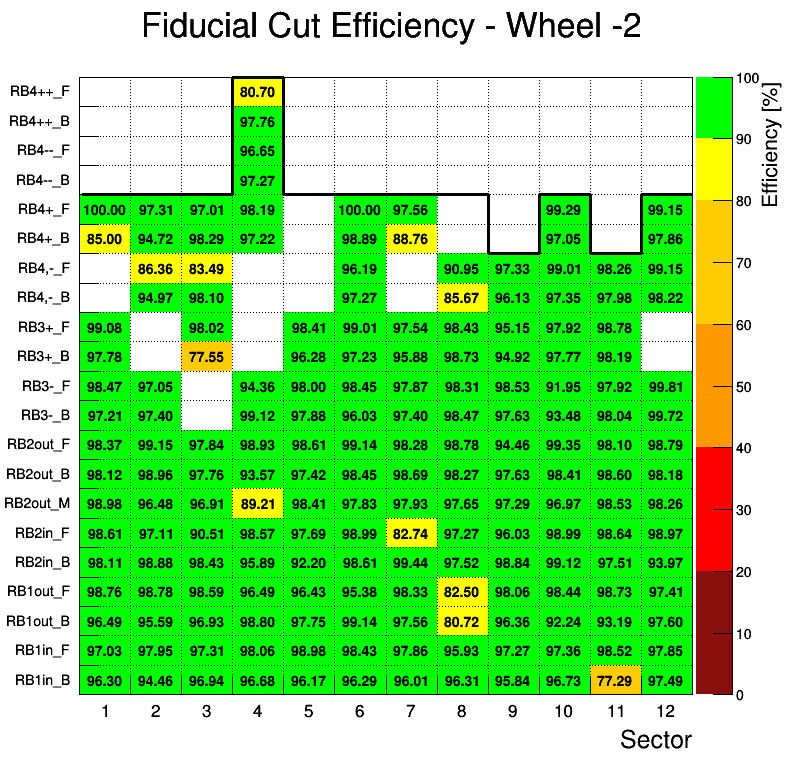 Fiducial Cut Efficiency - Wheel -2
RB4++_F 80.70
RB4++_B 97.76
RB4--_F 96.65
RB4--_B 97.27
RB4+_F 100.00 97.31 97.01 98.19 100.00 97.56 99.29 99.15
RB4+_B 85.00 94.72 98.29 97.22 98.89 88.76 97.05 97.86
RB4,-_F 86.36 83.49 96.19 90.95 97.33 99.01 98.26 99.15
RB4,-_B 94.97 98.10 97.27 85.67 96.13 97.35 97.98 98.22
RB3+_F 99.08 98.02 98.41 99.01 97.54 98.43 95.15 97.92 98.78
RB3+_B 97.78 77.55 96.28 97.23 95.88 98.73 94.92 97.77 98.19
RB3-_F 98.47 97.05 94.36 98.00 98.45 97.87 98.31 98.53 91.95 97.92 99.81
RB3-_B 97.21 97.40 99.12 97.88 96.03 97.40 98.47 97.63 93.48 98.04 99.72
RB2out_F 98.37 99.15 97.84 98.93 98.61 99.14 98.28 98.78 94.46 99.35 98.10 98.79
RB2out_B 98.12 98.96 97.76 93.57 97.42 98.45 98.69 98.27 97.63 98.41 98.60 98.18
RB2out_M 98.98 96.48 96.91 89.21 98.41 97.83 97.93 97.65 97.29 96.97 98.53 98.26
RB2in_F 98.61 97.11 90.51 98.57 97.69 98.99 82.74 97.27 96.03 98.99 98.64 98.97
RB2in_B 98.11 98.88 98.43 95.89 92.20 98.61 99.44 97.52 98.84 99.12 97.51 93.97
RB1out_F 98.76 98.78 98.59 96.49 96.43 95.38 98.33 82.50 98.06 98.44 98.73 97.41
RB1out_B 96.49 95.59 96.93 98.80 97.75 99.14 97.56 80.72 96.36 92.24 93.19 97.60
RB1in_F 97.03 97.95 97.31 98.06 98.98 98.43 97.86 95.93 97.27 97.36 98.52 97.85
RB1in_B 96.30 94.46 96.94 96.68 96.17 96.29 96.01 96.31 95.84 96.73 77.29 97.49
1 2 3 4 5 6 7 8 9 10 11 12
Sector
100
90
80
70
60
50
40
30
20
10
0
Efficiency [%]